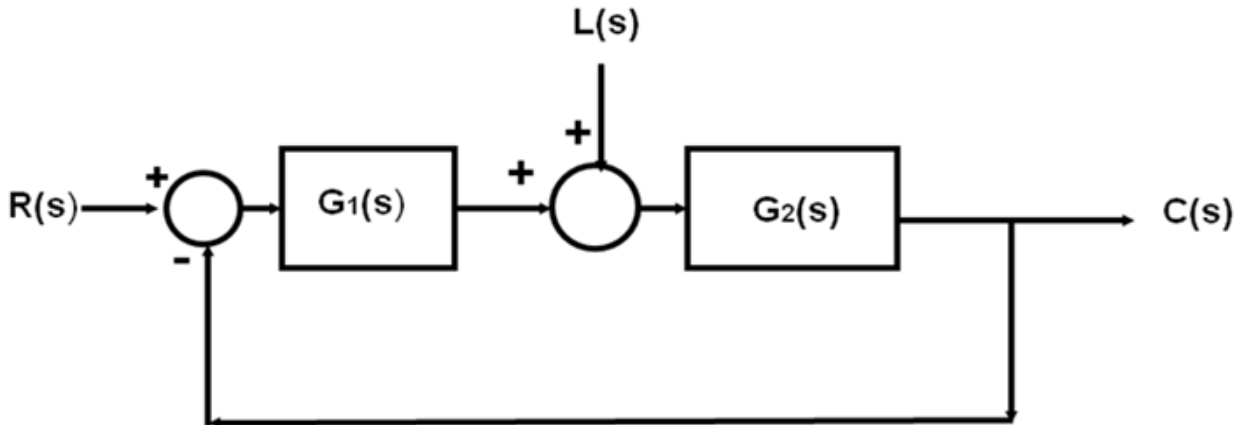 L(s)
+
+ G₁(s) + G₂(s)
R(s) C(s)
-